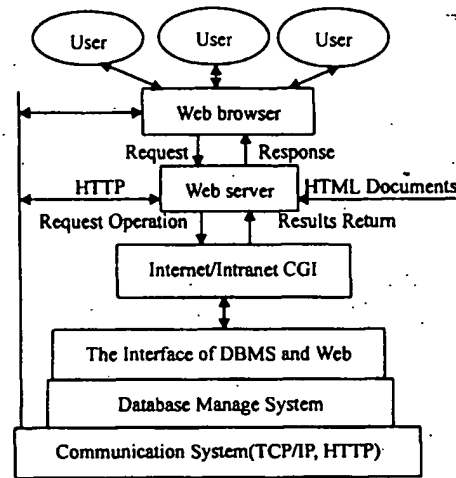 User
User
User
Web browser
Request
Response
HTTP
Web server
HTML Documents
Request Operation
Results Return
Internet/Intranet CGI
The Interface of DBMS and Web
Database Manage System
Communication System(TCP/IP, HTTP)